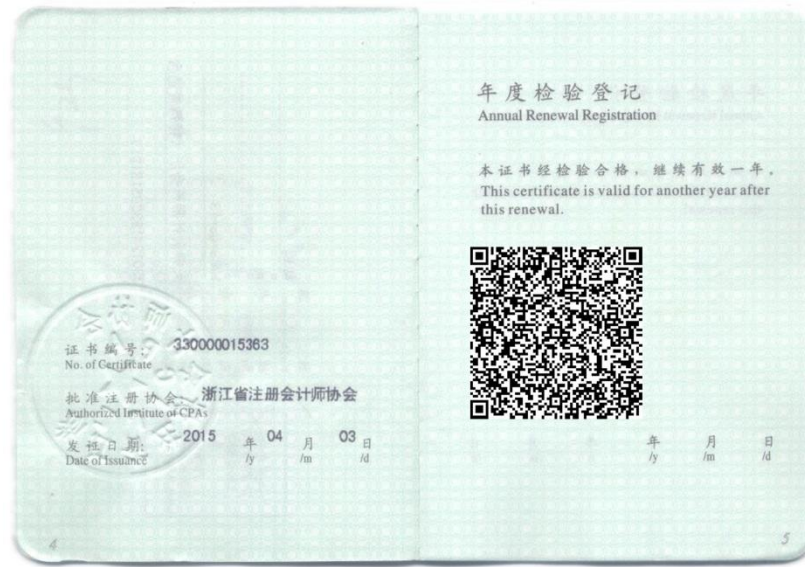 证书编号:
330000015363
No. of Certificate
批准注册协会:
浙江省注册会计师协会
Authorized Institute of CPAs
发证日期:
2015 年 04 月 03 日
Date of Issuance /y /m /d
4
年度检验登记
Annual Renewal Registration
本证书经检验合格，继续有效一年。
This certificate is valid for another year after
this renewal.
年 月 日
/y /m /d
5